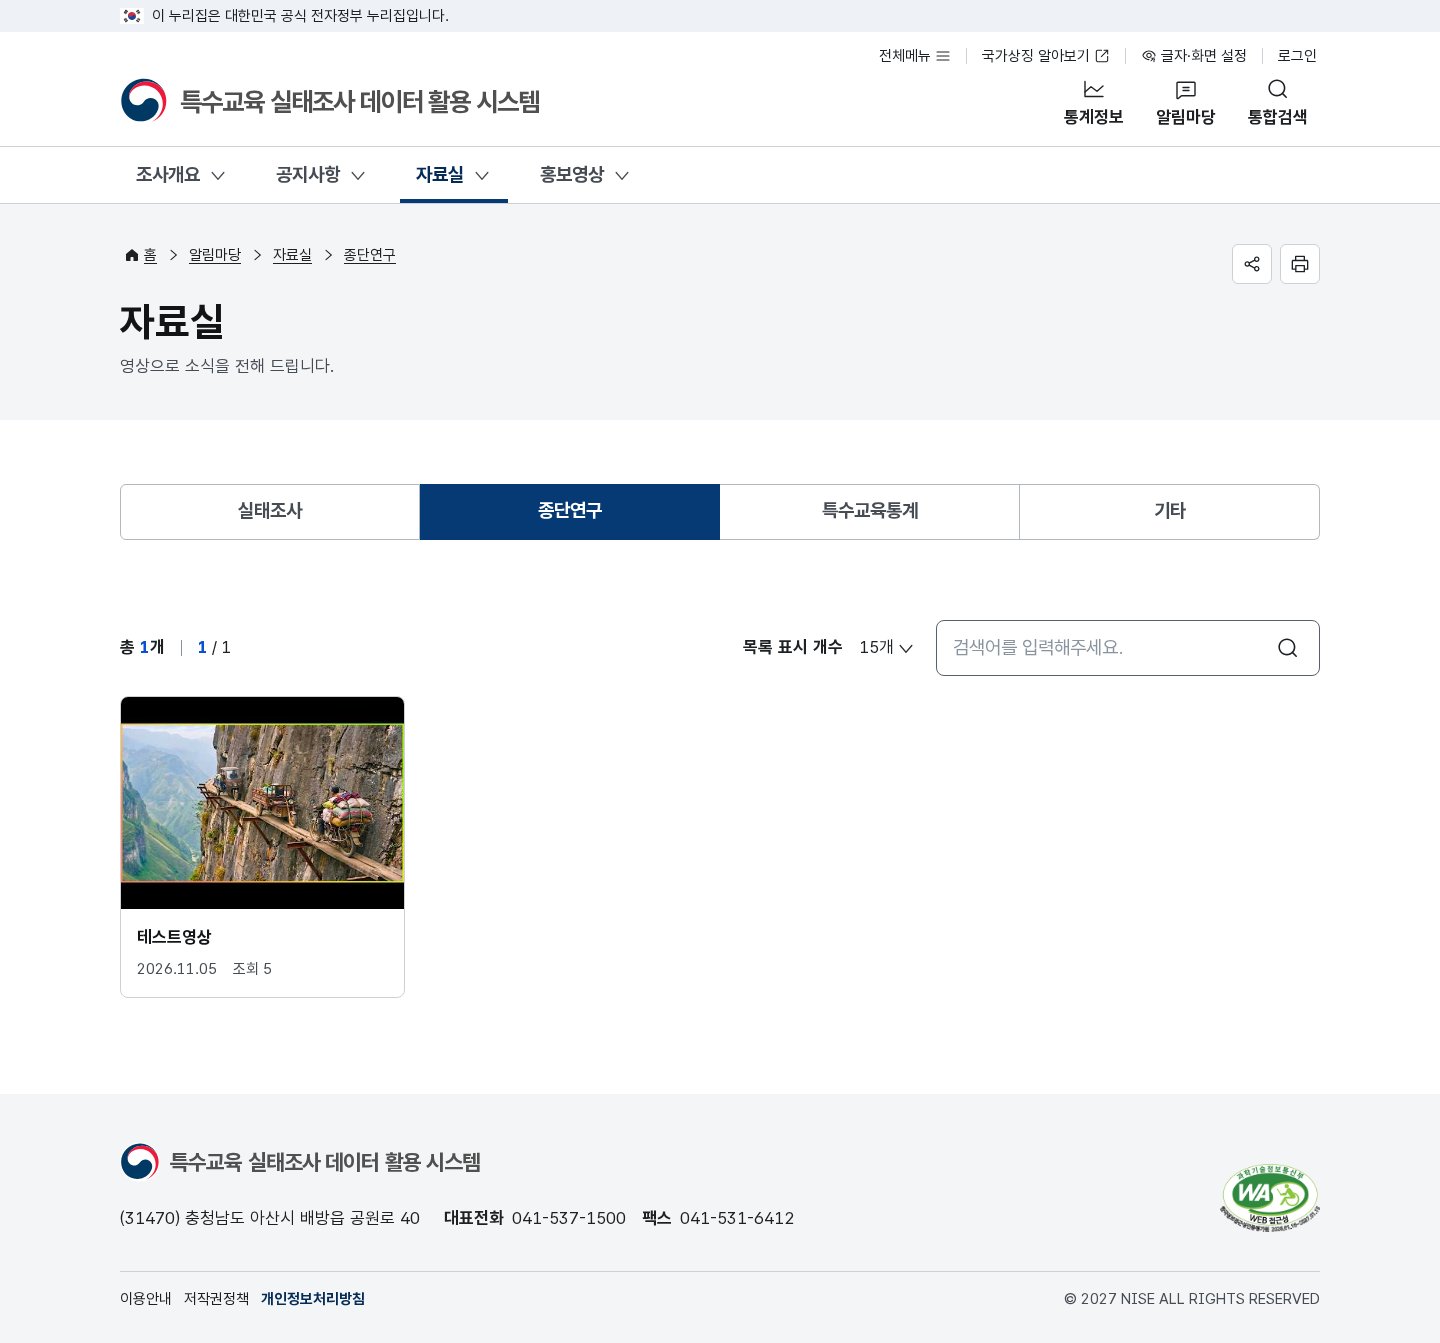 이 누리집은 대한민국 공식 전자정부 누리집입니다.
전체메뉴
국가상징 알아보기
글자·화면 설정
로그인
특수교육 실태조사 데이터 활용 시스템
통계정보
알림마당
통합검색
조사개요
공지사항
자료실
홍보영상
홈
알림마당
자료실
종단연구
자료실
영상으로 소식을 전해 드립니다.
실태조사
종단연구
특수교육통계
기타
총 1개
1 / 1
목록 표시 개수
15개
검색어를 입력해주세요.
테스트영상
2026.11.05 조회 5
특수교육 실태조사 데이터 활용 시스템
(31470) 충청남도 아산시 배방읍 공원로 40 대표전화 041-537-1500 팩스 041-531-6412
과학기술정보통신부
WA
WEB 접근성
이용안내
저작권정책
개인정보처리방침
© 2027 NISE ALL RIGHTS RESERVED